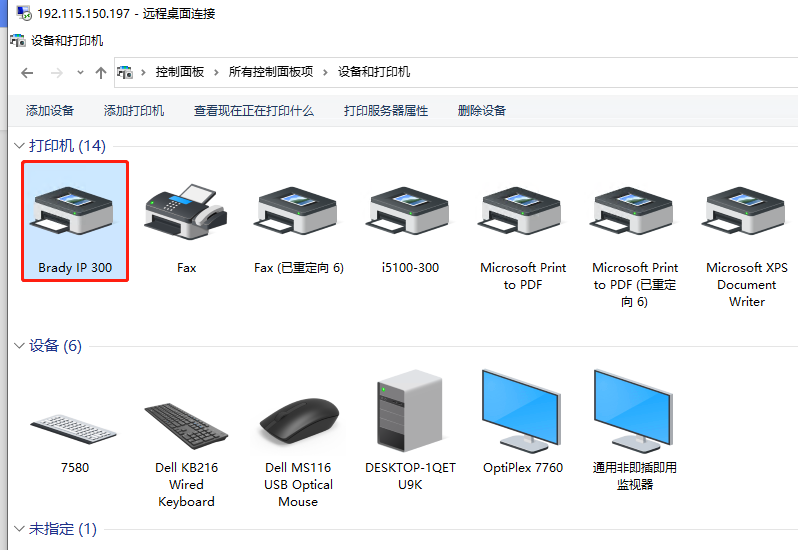 192.115.150.197 - 远程桌面连接
设备和打印机
控制面板 › 所有控制面板项 › 设备和打印机
添加设备 添加打印机 查看现在正在打印什么 打印服务器属性 删除设备
打印机 (14)
Brady IP 300
Fax
Fax (已重定向 6)
i5100-300
Microsoft Print
to PDF
Microsoft Print
to PDF (已重定
向 6)
Microsoft XPS
Document
Writer
设备 (6)
7580
Dell KB216
Wired
Keyboard
Dell MS116
USB Optical
Mouse
DESKTOP-1QET
U9K
OptiPlex 7760
通用非即插即用
监视器
未指定 (1)